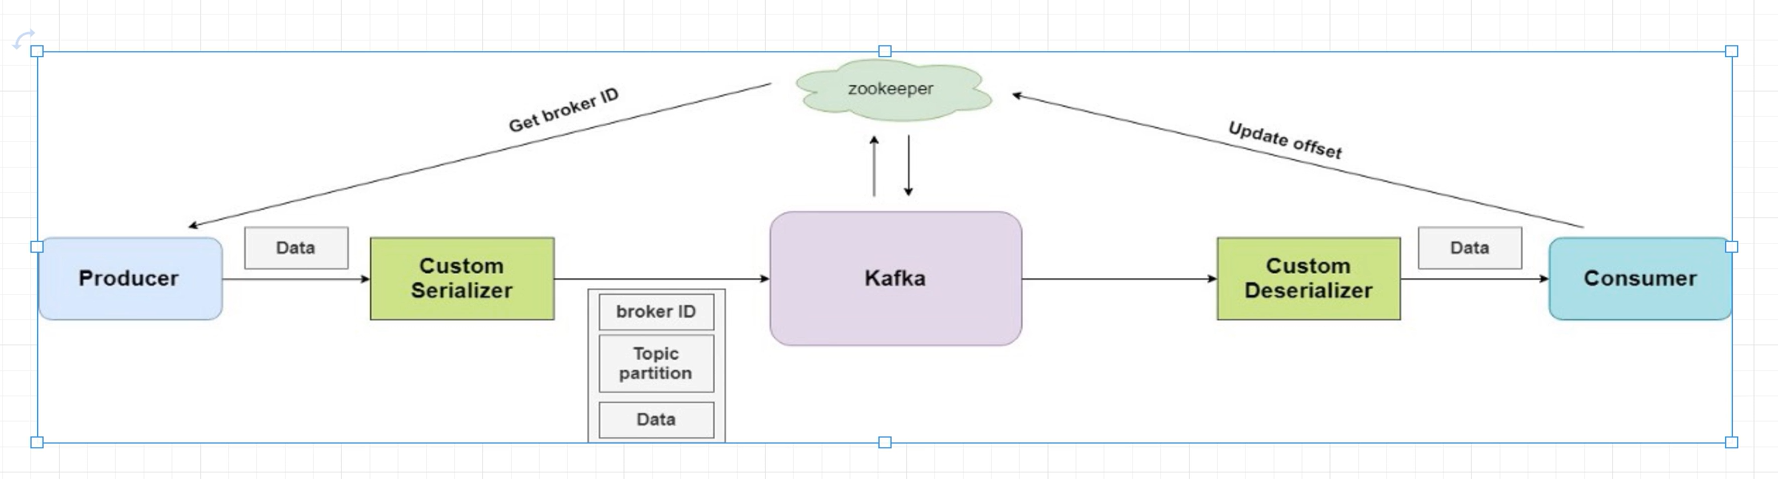 zookeeper
Get broker ID
Update offset
Producer
Data
Custom
Serializer
broker ID
Topic
partition
Data
Kafka
Custom
Deserializer
Data
Consumer